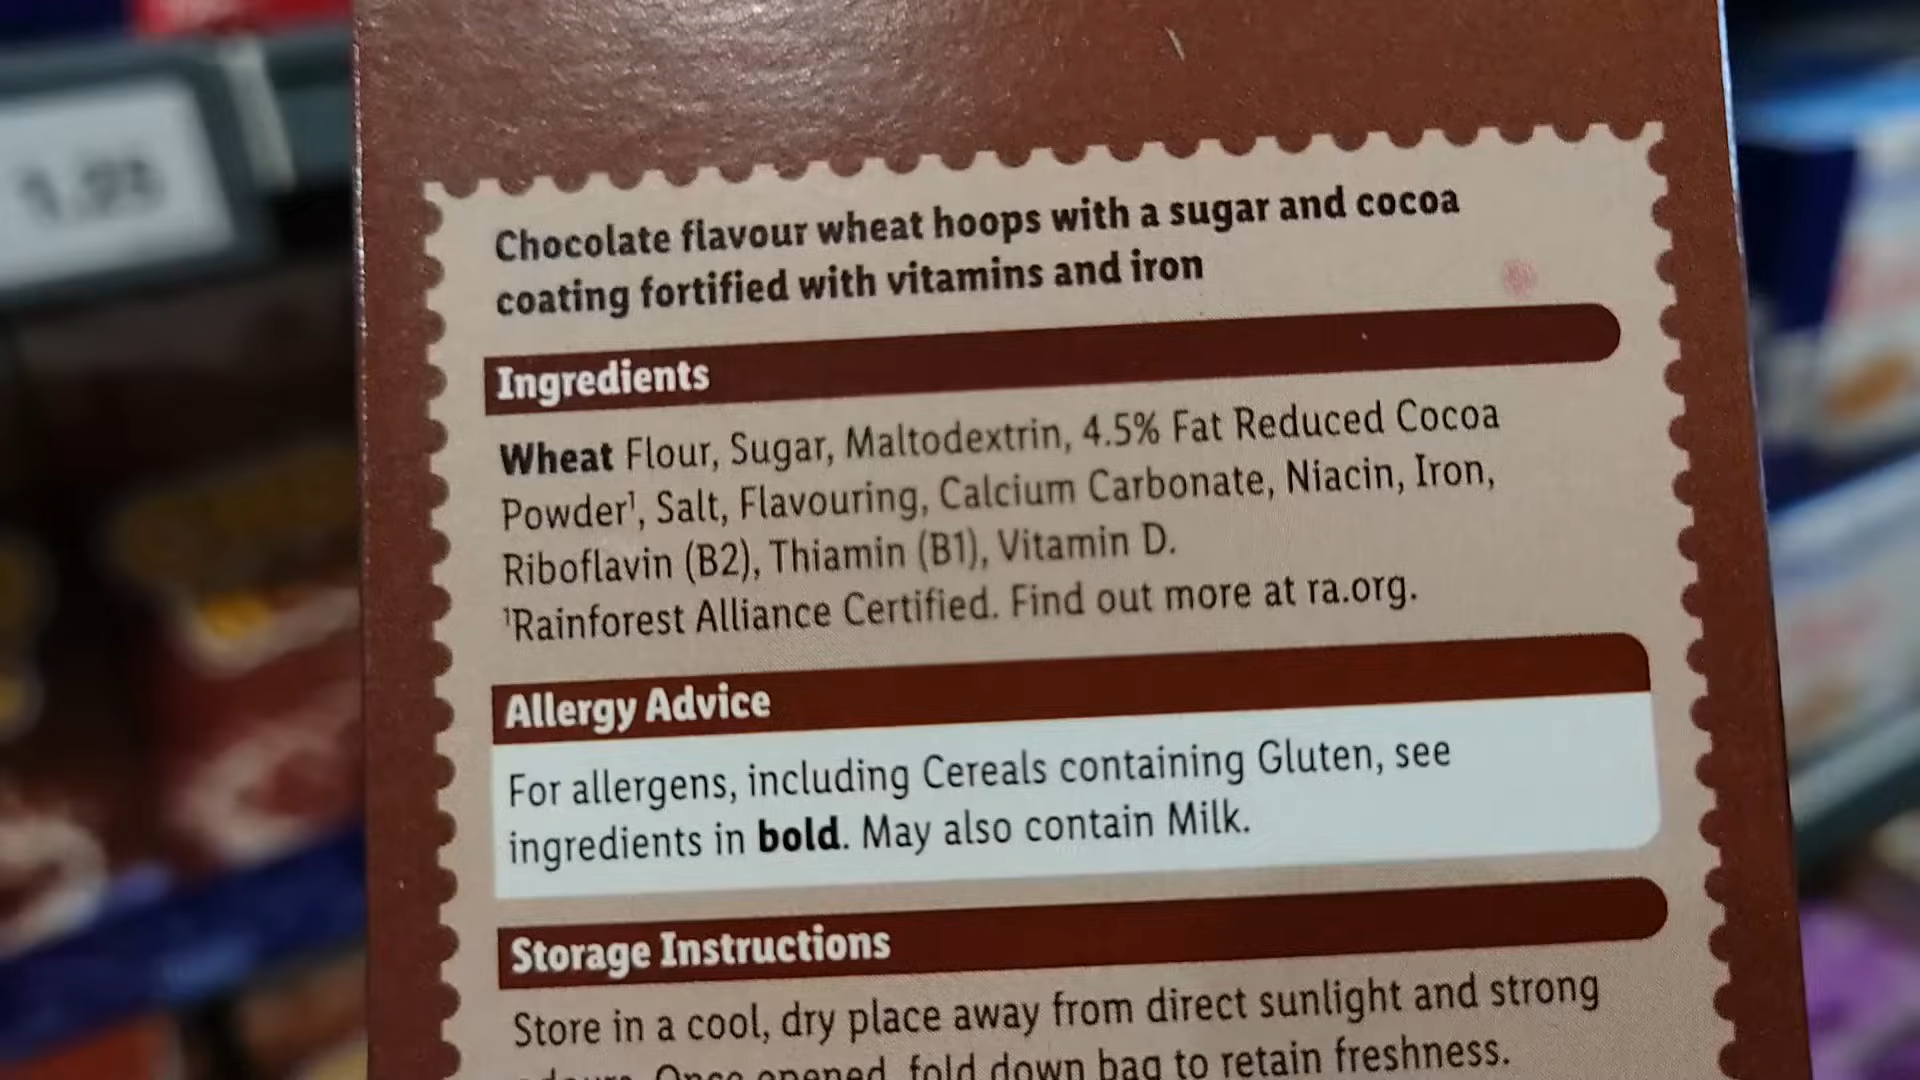 Chocolate flavour wheat hoops with a sugar and cocoa
coating fortified with vitamins and iron
Ingredients
Wheat Flour, Sugar, Maltodextrin, 4.5% Fat Reduced Cocoa
Powder¹, Salt, Flavouring, Calcium Carbonate, Niacin, Iron,
Riboflavin (B2), Thiamin (B1), Vitamin D.
¹Rainforest Alliance Certified. Find out more at ra.org.
Allergy Advice
For allergens, including Cereals containing Gluten, see
ingredients in bold. May also contain Milk.
Storage Instructions
Store in a cool, dry place away from direct sunlight and strong
Once opened, fold down bag to retain freshness.